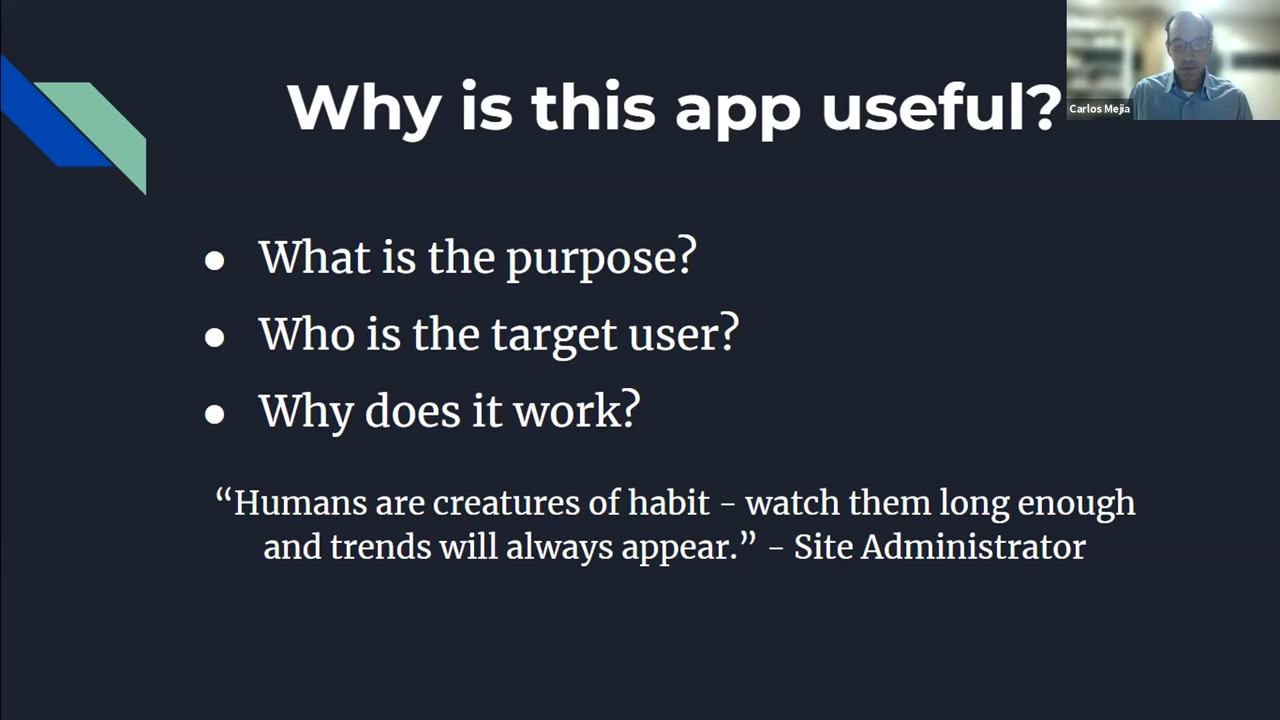 Why is this app useful?
Carlos Mejia
● What is the purpose?
● Who is the target user?
● Why does it work?
“Humans are creatures of habit - watch them long enough
and trends will always appear.” - Site Administrator